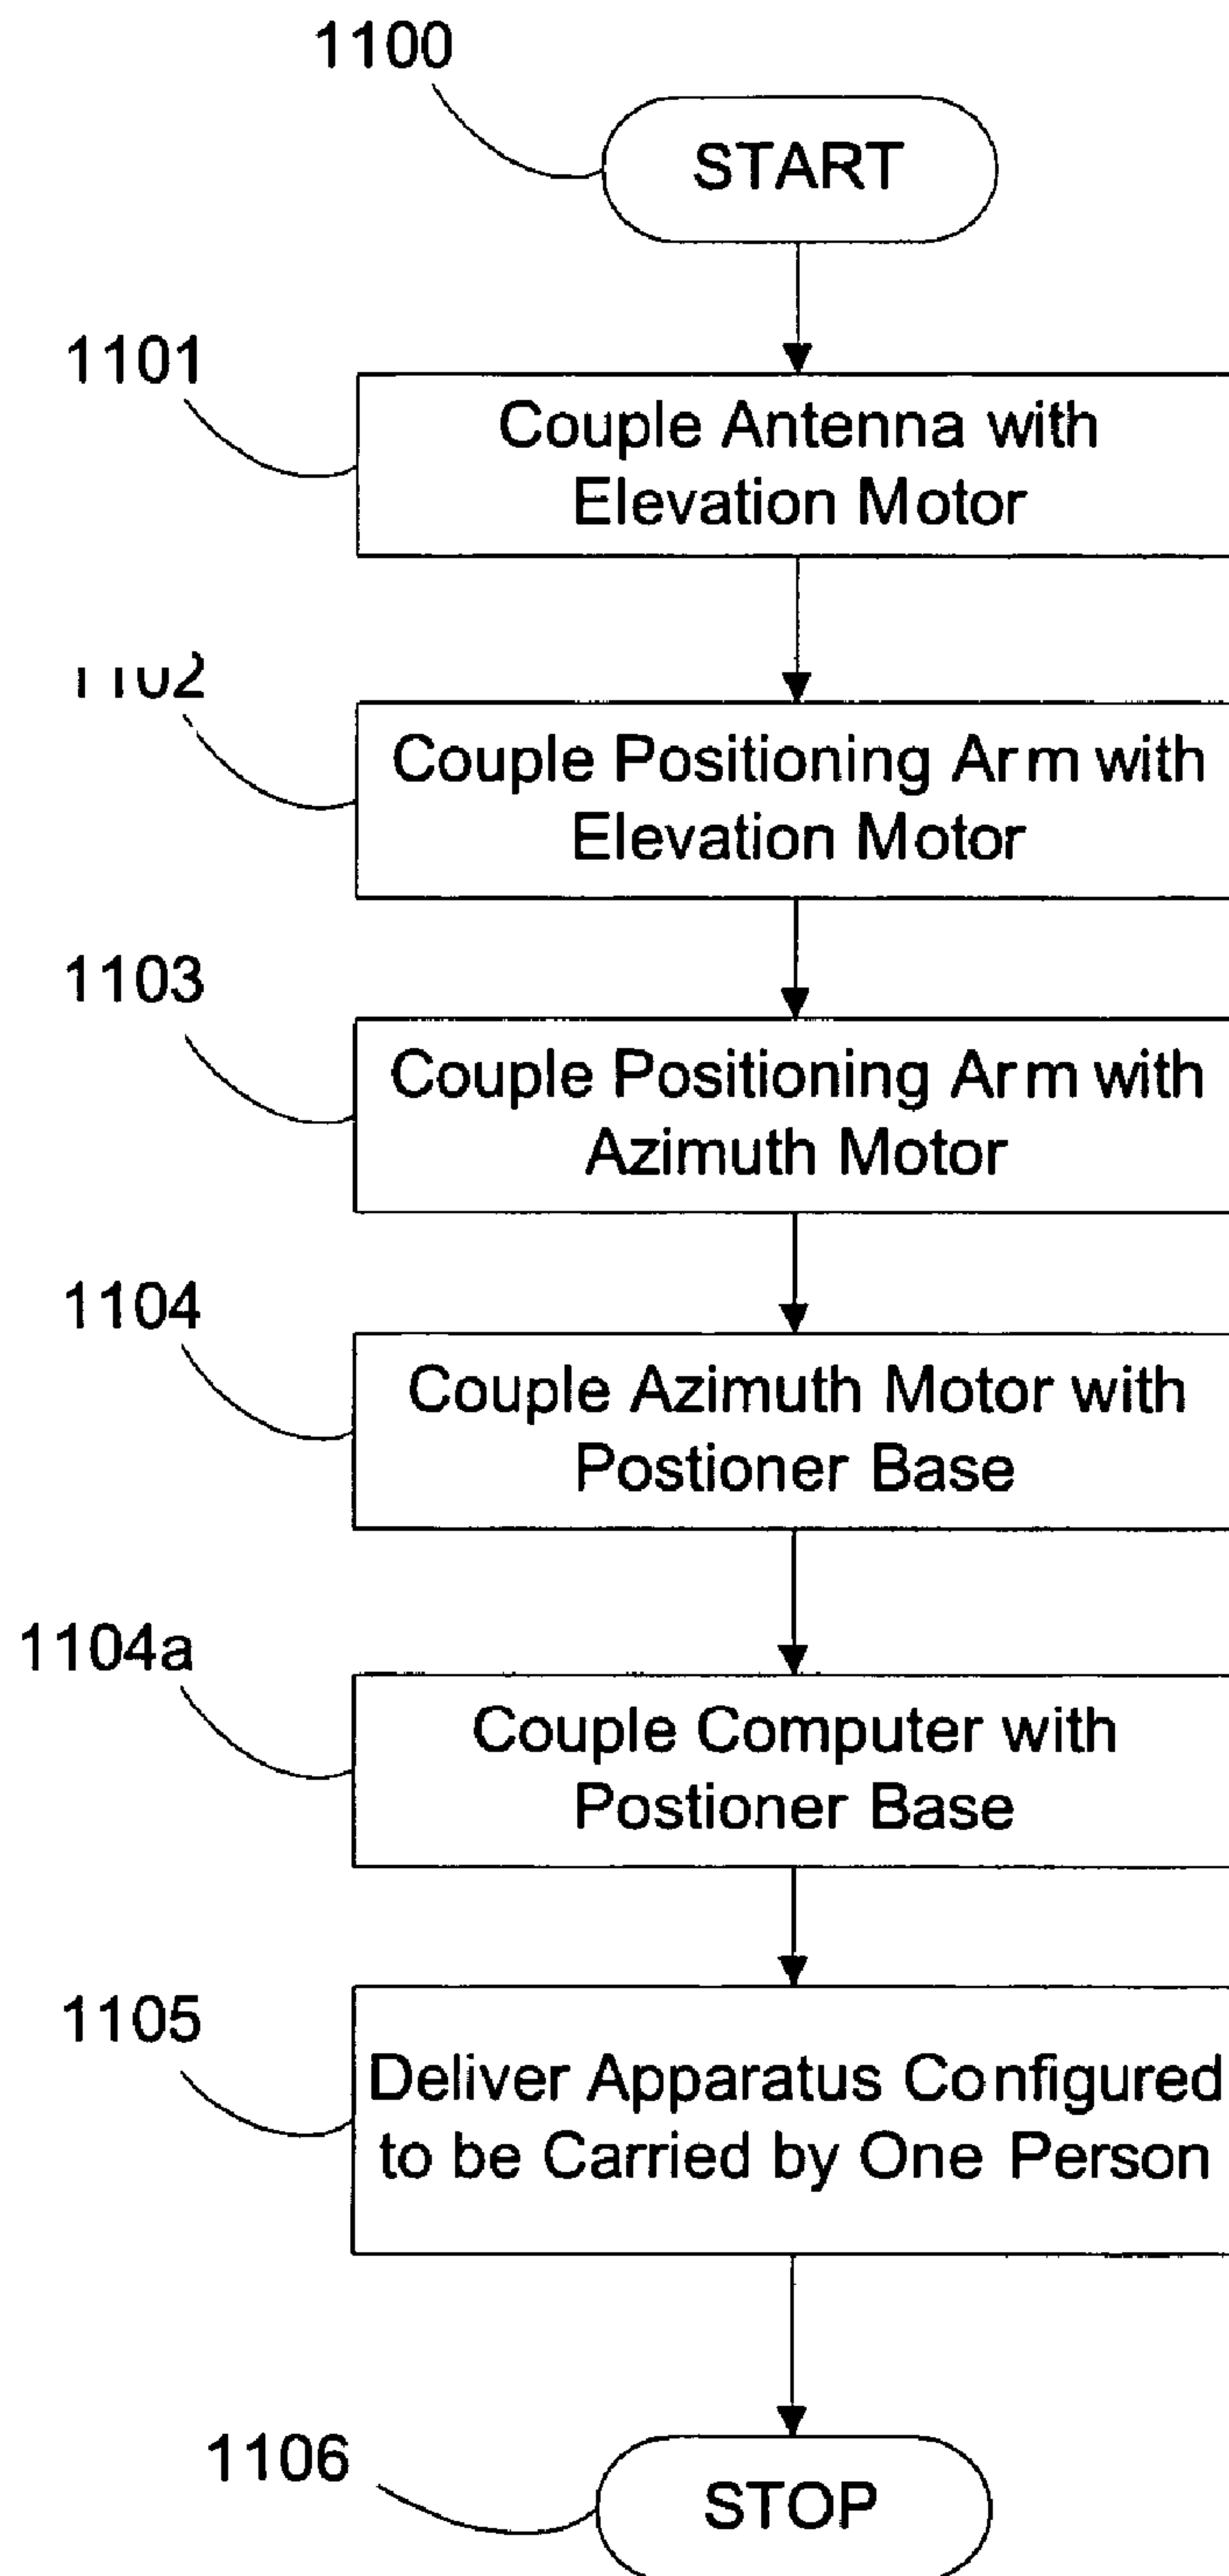 1100
START
1101
Couple Antenna with
Elevation Motor
1102
Couple Positioning Arm with
Elevation Motor
1103
Couple Positioning Arm with
Azimuth Motor
1104
Couple Azimuth Motor with
Postioner Base
1104a
Couple Computer with
Postioner Base
1105
Deliver Apparatus Configured
to be Carried by One Person
1106
STOP